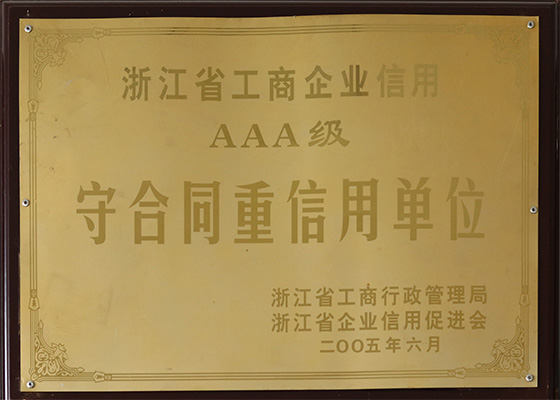 浙江省工商企业信用
AAA级
守合同重信用单位
浙江省工商行政管理局
浙江省企业信用促进会
二OO五年六月